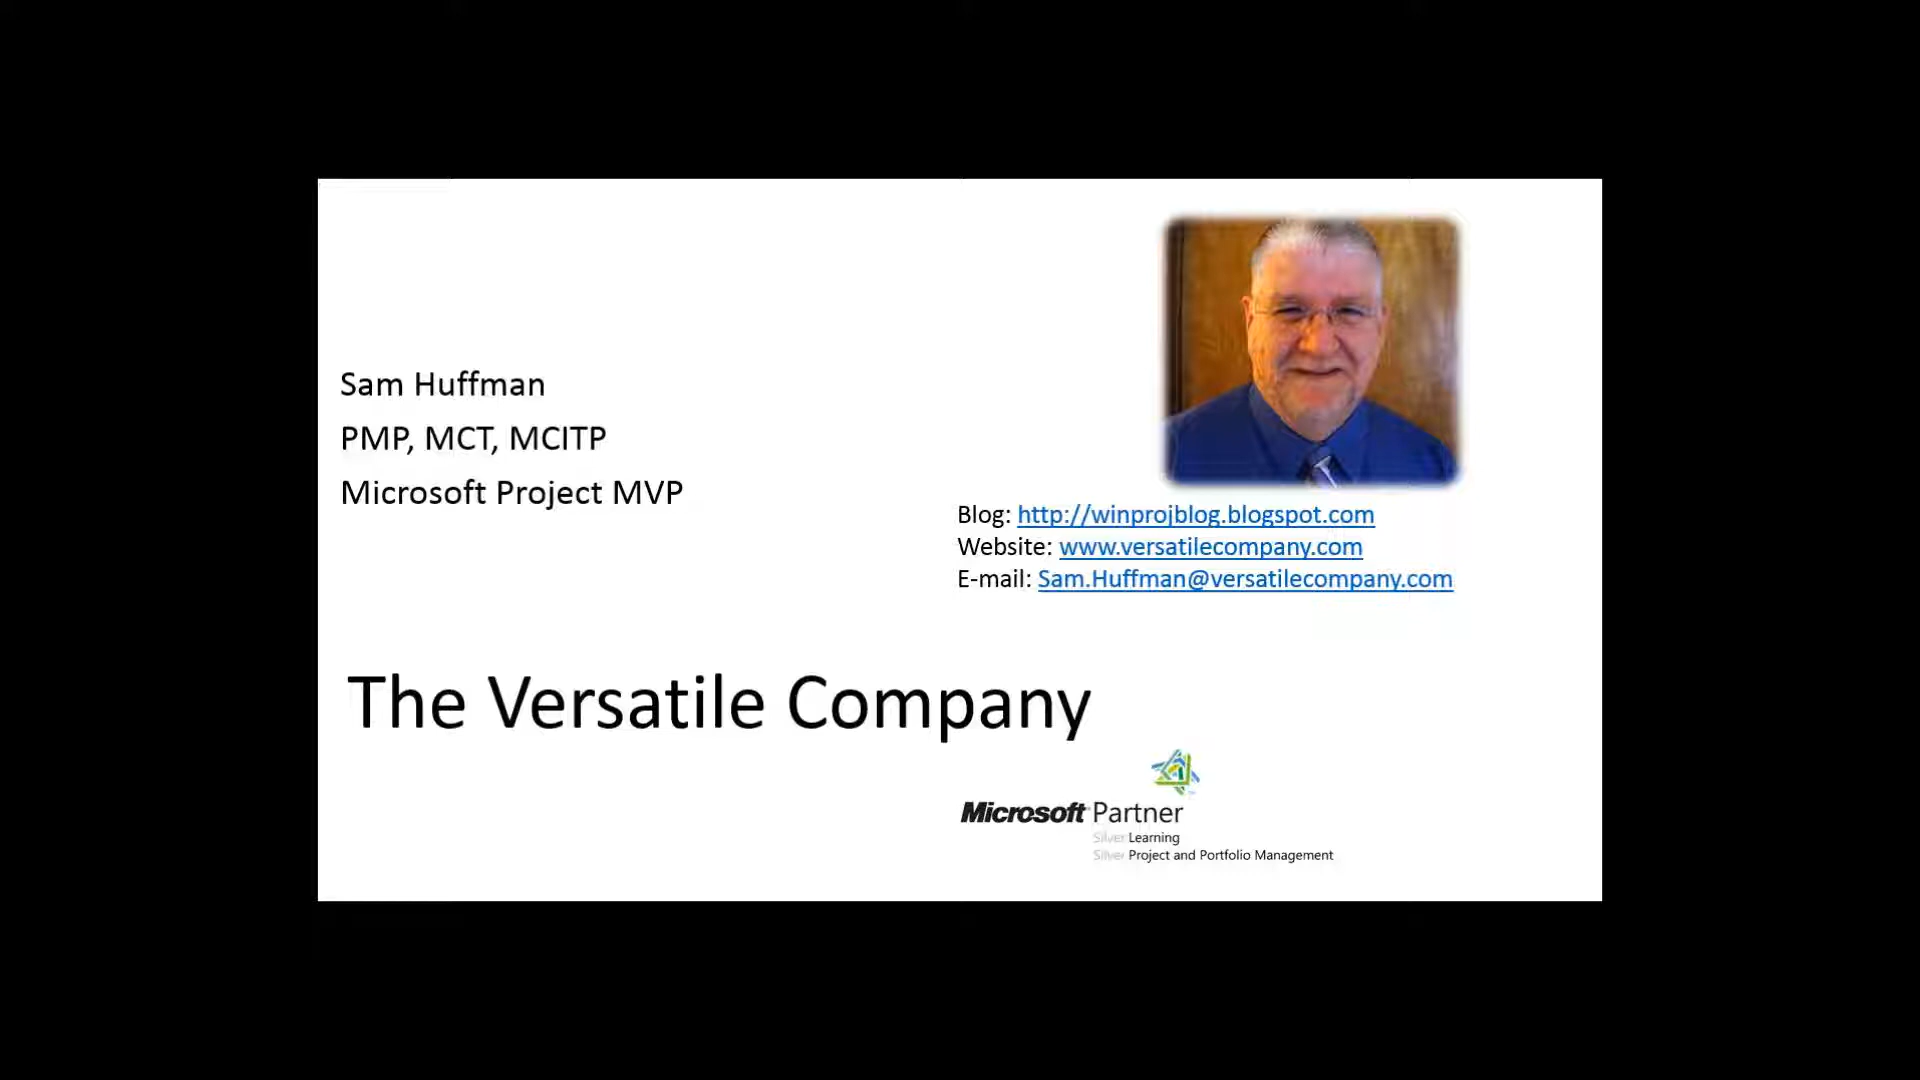 Sam Huffman
PMP, MCT, MCITP
Microsoft Project MVP
Blog: http://winprojblog.blogspot.com
Website: www.versatilecompany.com
E-mail: Sam.Huffman@versatilecompany.com
The Versatile Company
Microsoft Partner
Silver Learning
Silver Project and Portfolio Management